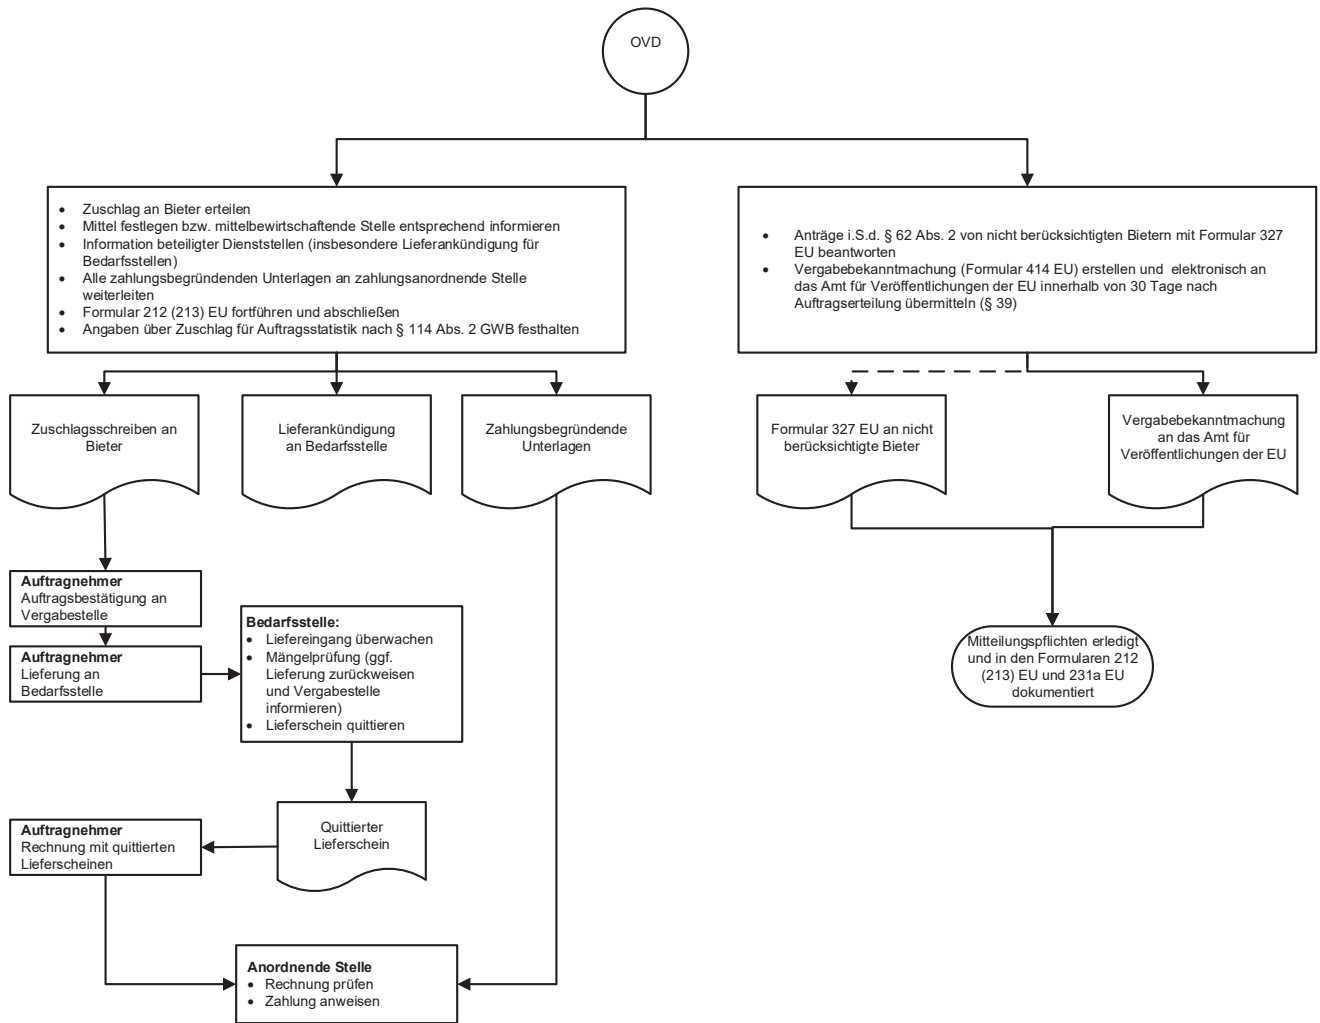 OVD
• Zuschlag an Bieter erteilen
• Mittel festlegen bzw. mittelbewirtschaftende Stelle entsprechend informieren
• Information beteiligter Dienststellen (insbesondere Lieferankündigung für
Bedarfsstellen)
• Alle zahlungsbegründenden Unterlagen an zahlungsanordnende Stelle
weiterleiten
• Formular 212 (213) EU fortführen und abschließen
• Angaben über Zuschlag für Auftragsstatistik nach § 114 Abs. 2 GWB festhalten
• Anträge i.S.d. § 62 Abs. 2 von nicht berücksichtigten Bietern mit Formular 327
EU beantworten
• Vergabebekanntmachung (Formular 414 EU) erstellen und elektronisch an
das Amt für Veröffentlichungen der EU innerhalb von 30 Tage nach
Auftragserteilung übermitteln (§ 39)
Zuschlagsschreiben an
Bieter
Lieferankündigung
an Bedarfsstelle
Zahlungsbegründende
Unterlagen
Formular 327 EU an nicht
berücksichtigte Bieter
Vergabebekanntmachung
an das Amt für
Veröffentlichungen der EU
Auftragnehmer
Auftragsbestätigung an
Vergabestelle
Auftragnehmer
Lieferung an
Bedarfsstelle
Bedarfsstelle:
• Liefereingang überwachen
• Mängelprüfung (ggf.
Lieferung zurückweisen
und Vergabestelle
informieren)
• Lieferschein quittieren
Mitteilungspflichten erledigt
und in den Formularen 212
(213) EU und 231a EU
dokumentiert
Quittierter
Lieferschein
Auftragnehmer
Rechnung mit quittierten
Lieferscheinen
Anordnende Stelle
• Rechnung prüfen
• Zahlung anweisen